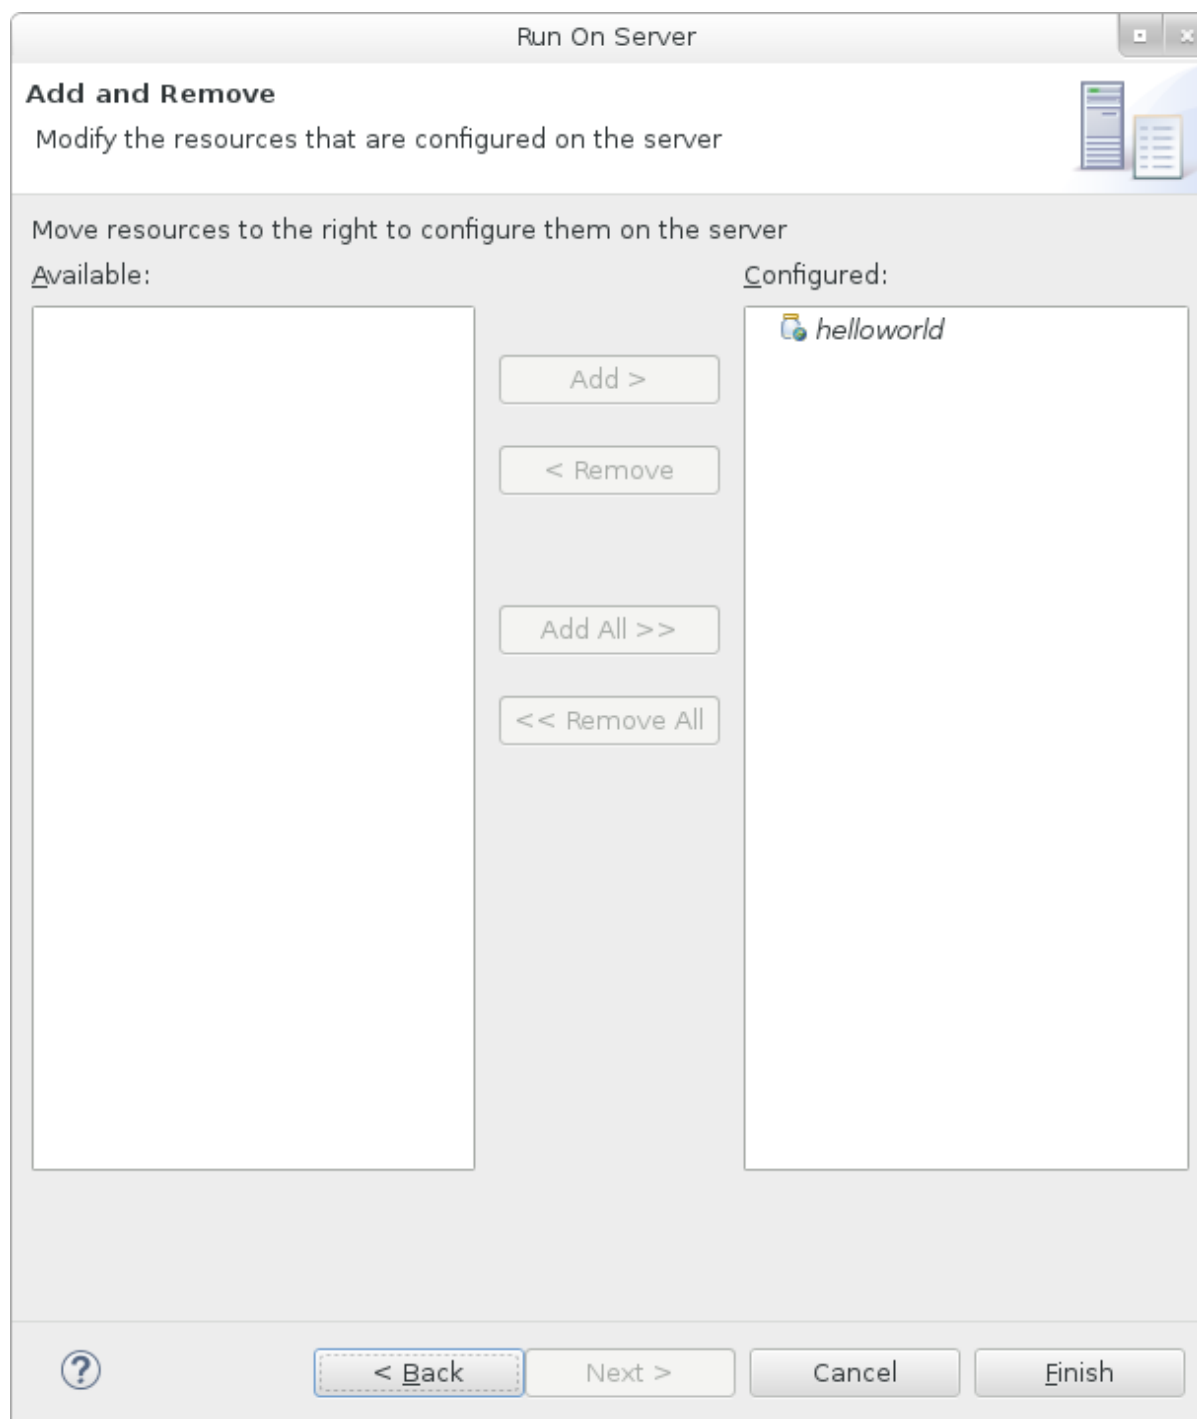 Run On Server
Add and Remove
Modify the resources that are configured on the server
Move resources to the right to configure them on the server
Available:
Configured:
helloworld
Add >
< Remove
Add All >>
<< Remove All
?
< Back
Next >
Cancel
Finish